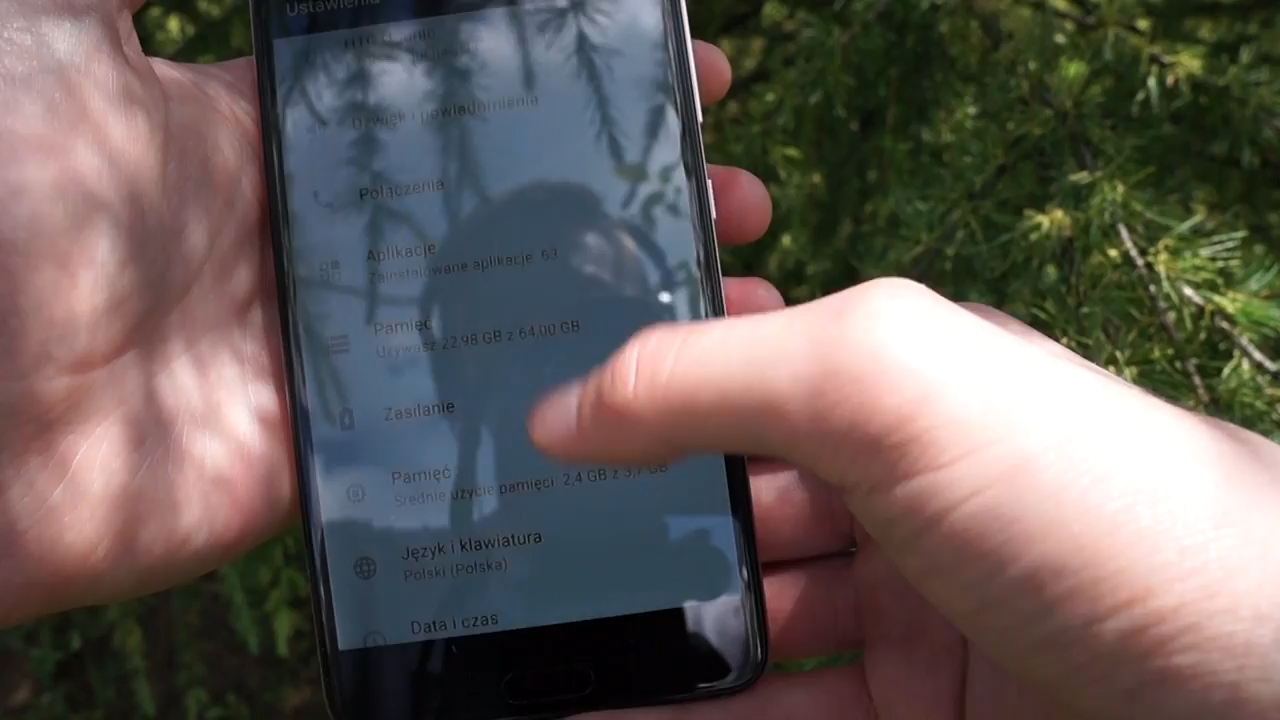 Ustawienia
HTC
Dźwięk i powiadomienia
Połączenia
Aplikacje
Zainstalowane aplikacje: 63
Pamięć
Używasz 22,98 GB z 64,00 GB
Zasilanie
Pamięć
Średnie użycie pamięci: 2,4 GB z 3,7 GB
Język i klawiatura
Polski (Polska)
Data i czas